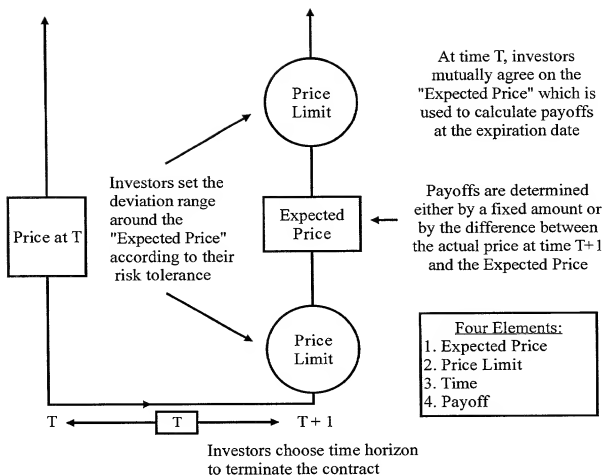 Price
Limit
At time T, investors
mutually agree on the
"Expected Price" which is
used to calculate payoffs
at the expiration date
Price at T
Investors set the
deviation range
around the
"Expected Price"
according to their
risk tolerance
Expected
Price
Payoffs are determined
either by a fixed amount or
by the difference between
the actual price at time T+1
and the Expected Price
Price
Limit
Four Elements:
1. Expected Price
2. Price Limit
3. Time
4. Payoff
T
T
T + 1
Investors choose time horizon
to terminate the contract